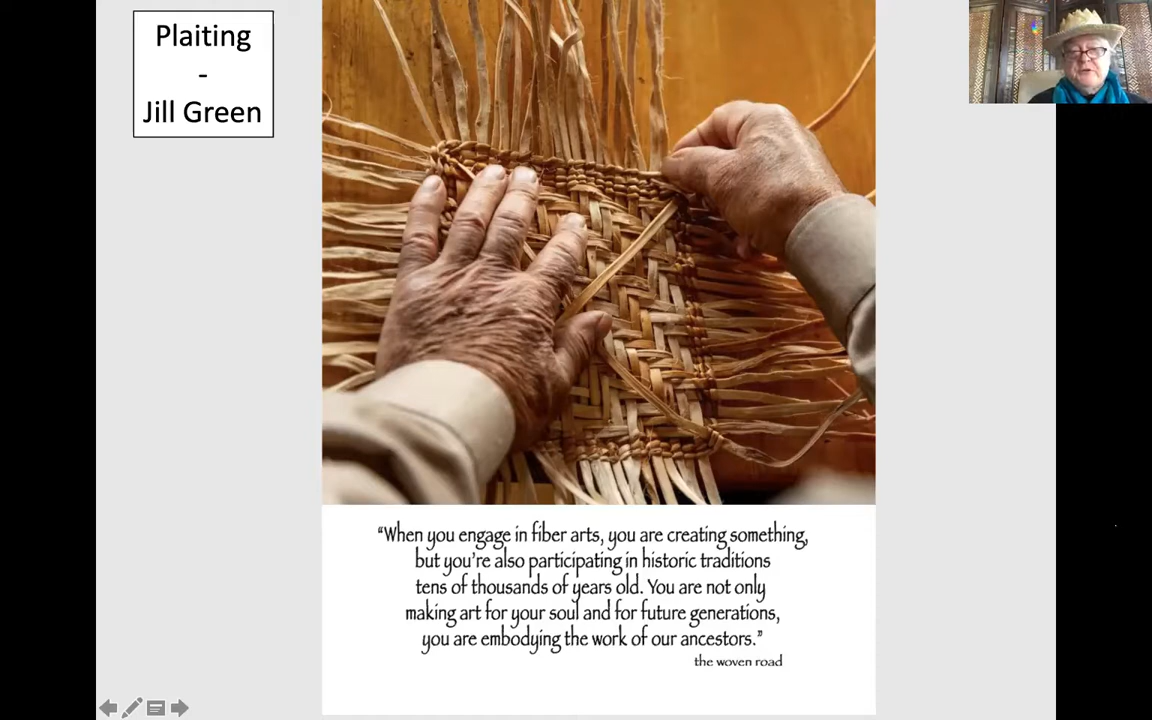 Plaiting
-
Jill Green
“When you engage in fiber arts, you are creating something,
but you’re also participating in historic traditions
tens of thousands of years old. You are not only
making art for your soul and for future generations,
you are embodying the work of our ancestors.”
the woven road